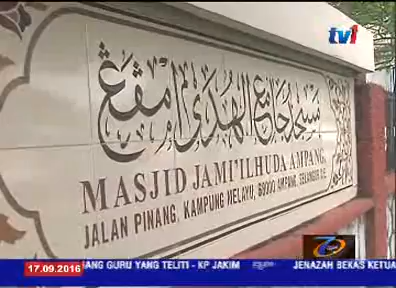 tv1
مسجد جامع الهدى امڤڠ
MASJID JAMI'ILHUDA AMPANG,
JALAN PINANG, KAMPUNG MELAYU, 68000 AMPANG, SELANGOR D.E.
17.09.2016 IANG GURU YANG TELITI - KP JAKIM JENAZAH BEKAS KETUA